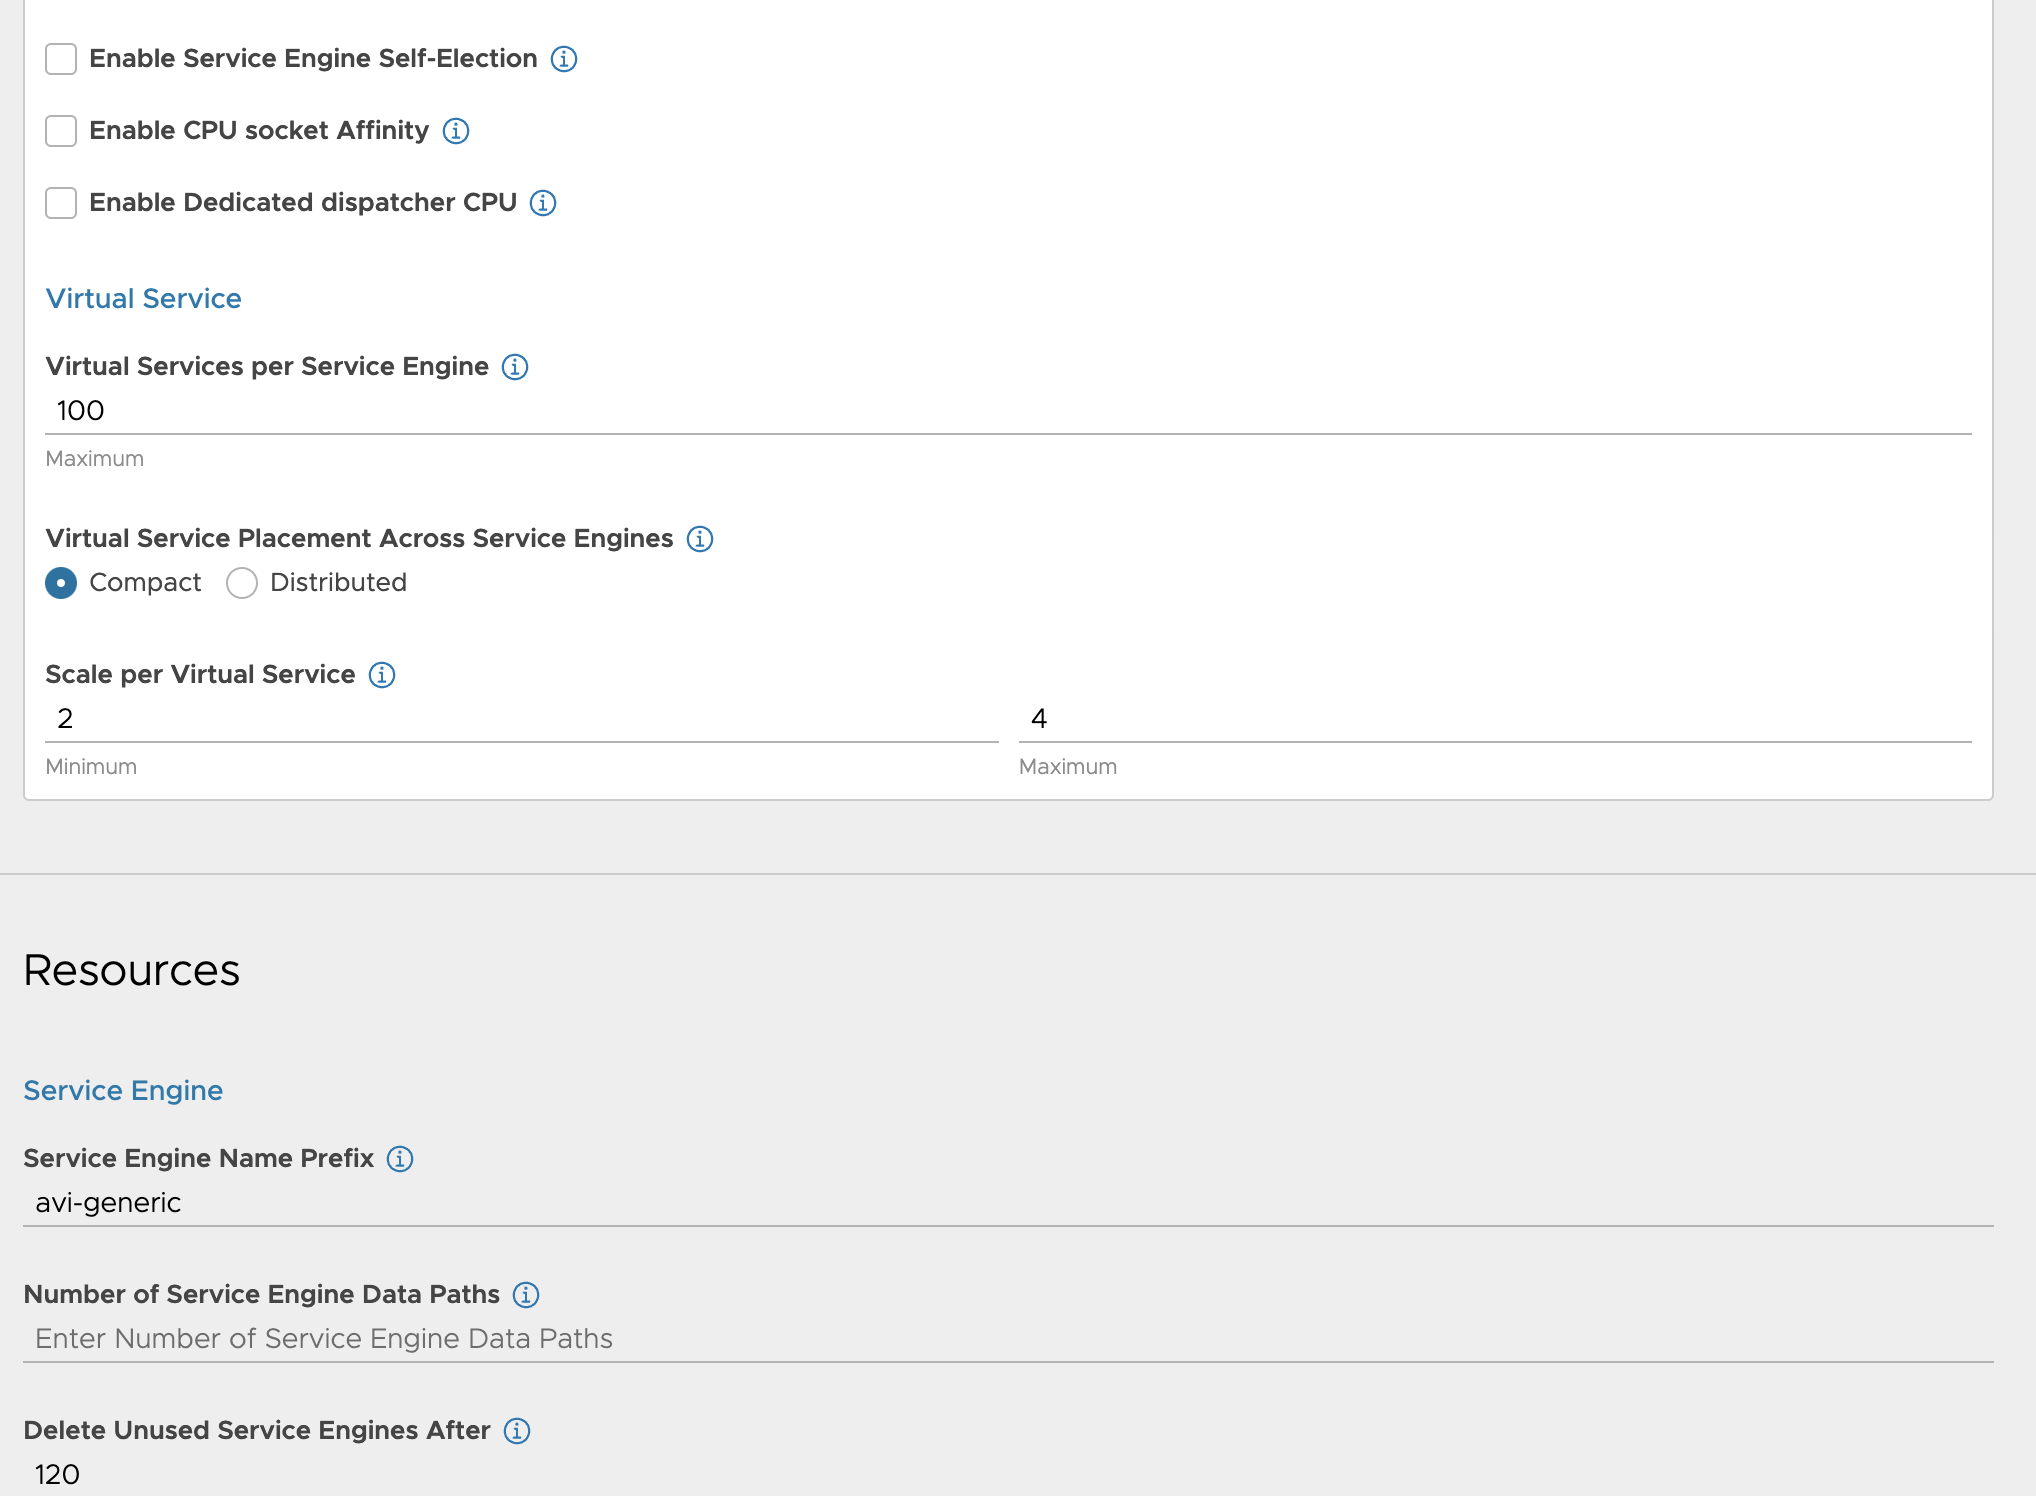 Enable Service Engine Self-Election
Enable CPU socket Affinity
Enable Dedicated dispatcher CPU
Virtual Service
Virtual Services per Service Engine
100
Maximum
Virtual Service Placement Across Service Engines
Compact Distributed
Scale per Virtual Service
2 4
Minimum Maximum
Resources
Service Engine
Service Engine Name Prefix
avi-generic
Number of Service Engine Data Paths
Enter Number of Service Engine Data Paths
Delete Unused Service Engines After
120